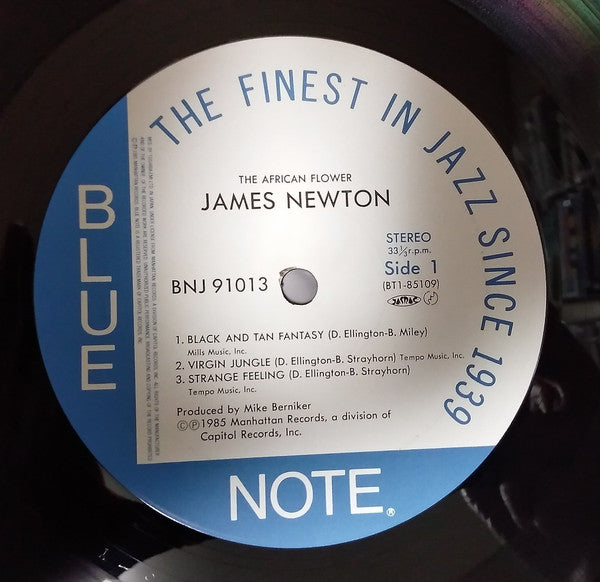 THE FINEST IN JAZZ SINCE 1939
THE AFRICAN FLOWER
JAMES NEWTON
STEREO
33 1/3 r.p.m.
BNJ 91013
Side 1
(BT1-85109)
JASRAC
1. BLACK AND TAN FANTASY (D. Ellington-B. Miley)
Mills Music, Inc.
2. VIRGIN JUNGLE (D. Ellington-B. Strayhorn) Tempo Music, Inc.
3. STRANGE FEELING (D. Ellington-B. Strayhorn)
Tempo Music, Inc.
Produced by Mike Berniker
©℗1985 Manhattan Records, a division of
Capitol Records, Inc.
BLUE
NOTE®